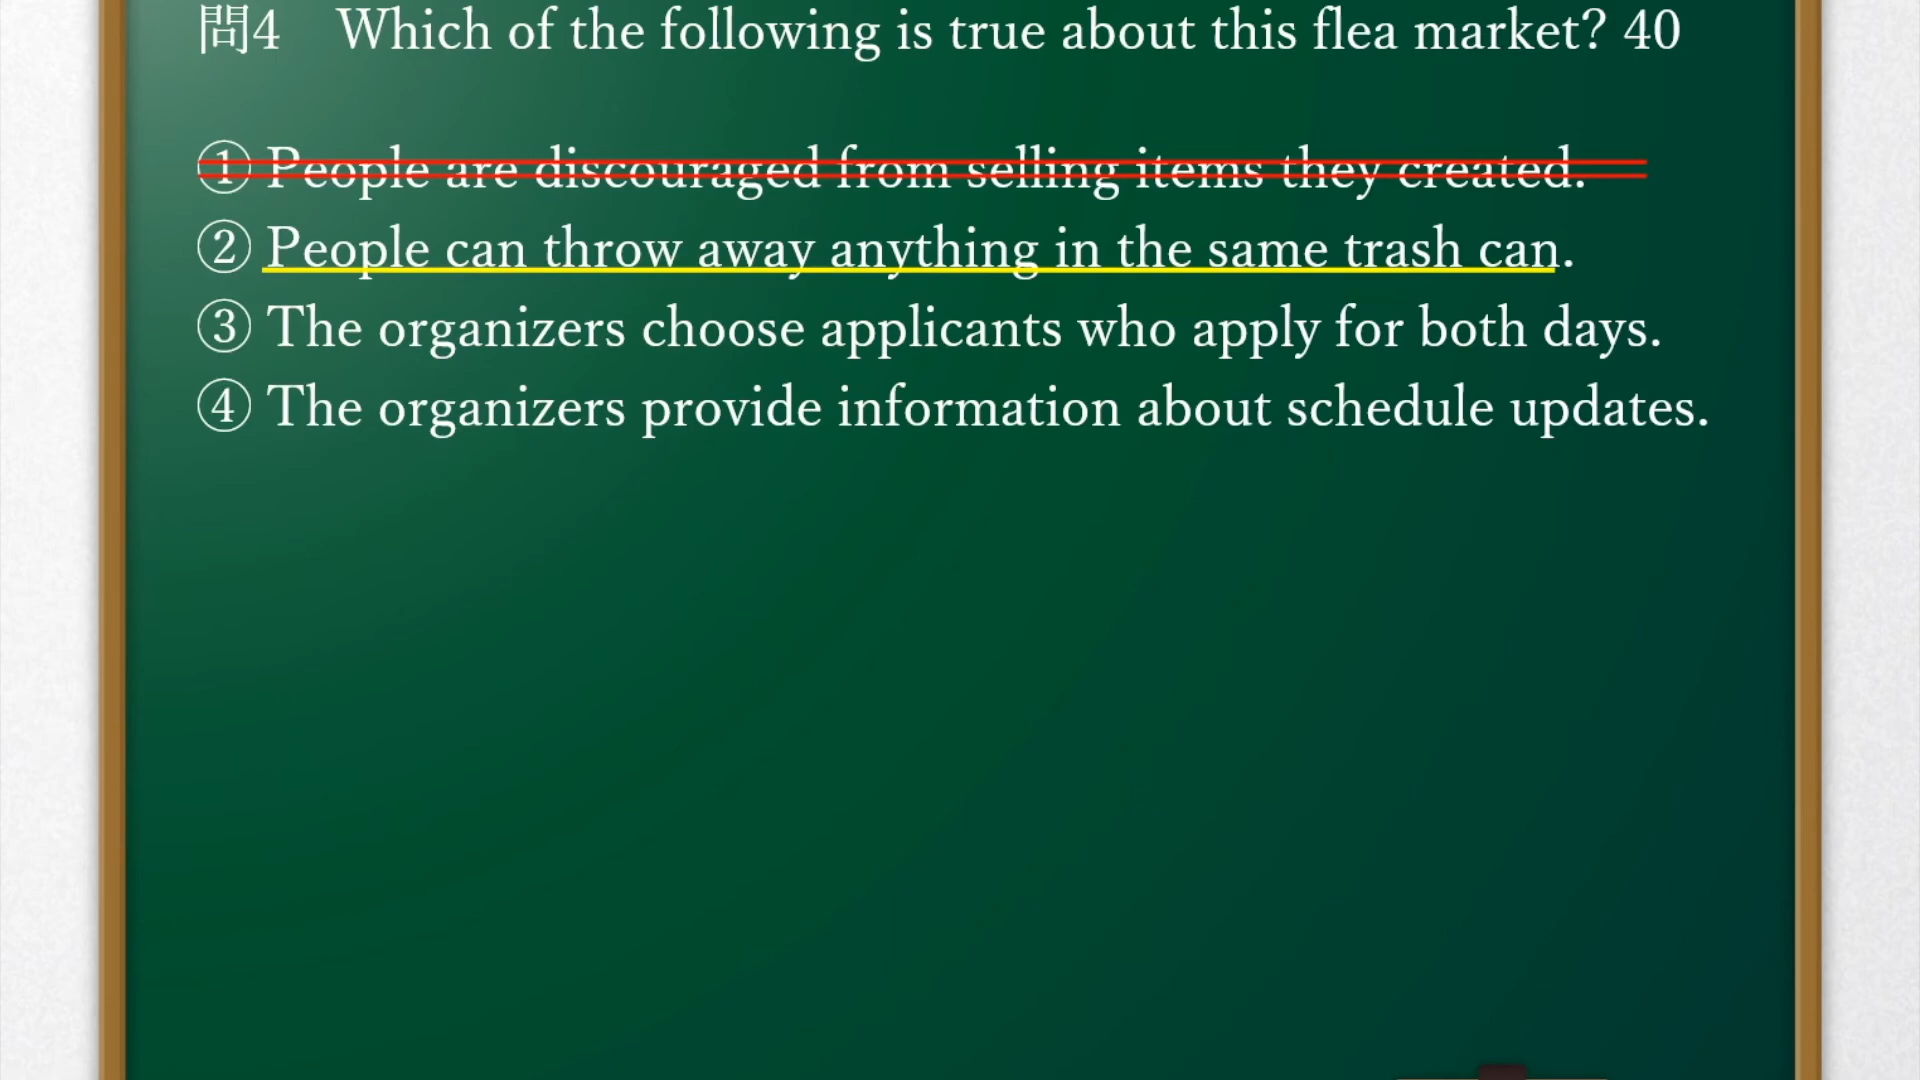 問4 Which of the following is true about this flea market? 40
① People are discouraged from selling items they created.
② People can throw away anything in the same trash can.
③ The organizers choose applicants who apply for both days.
④ The organizers provide information about schedule updates.